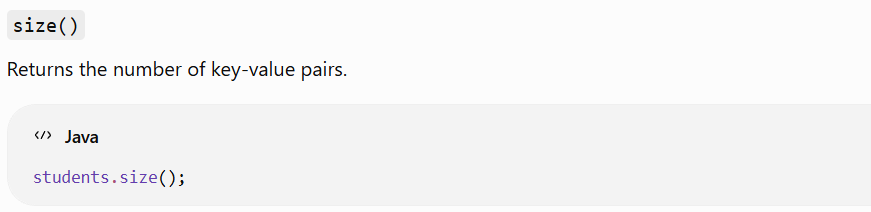 size()
Returns the number of key-value pairs.
</> Java
students.size();